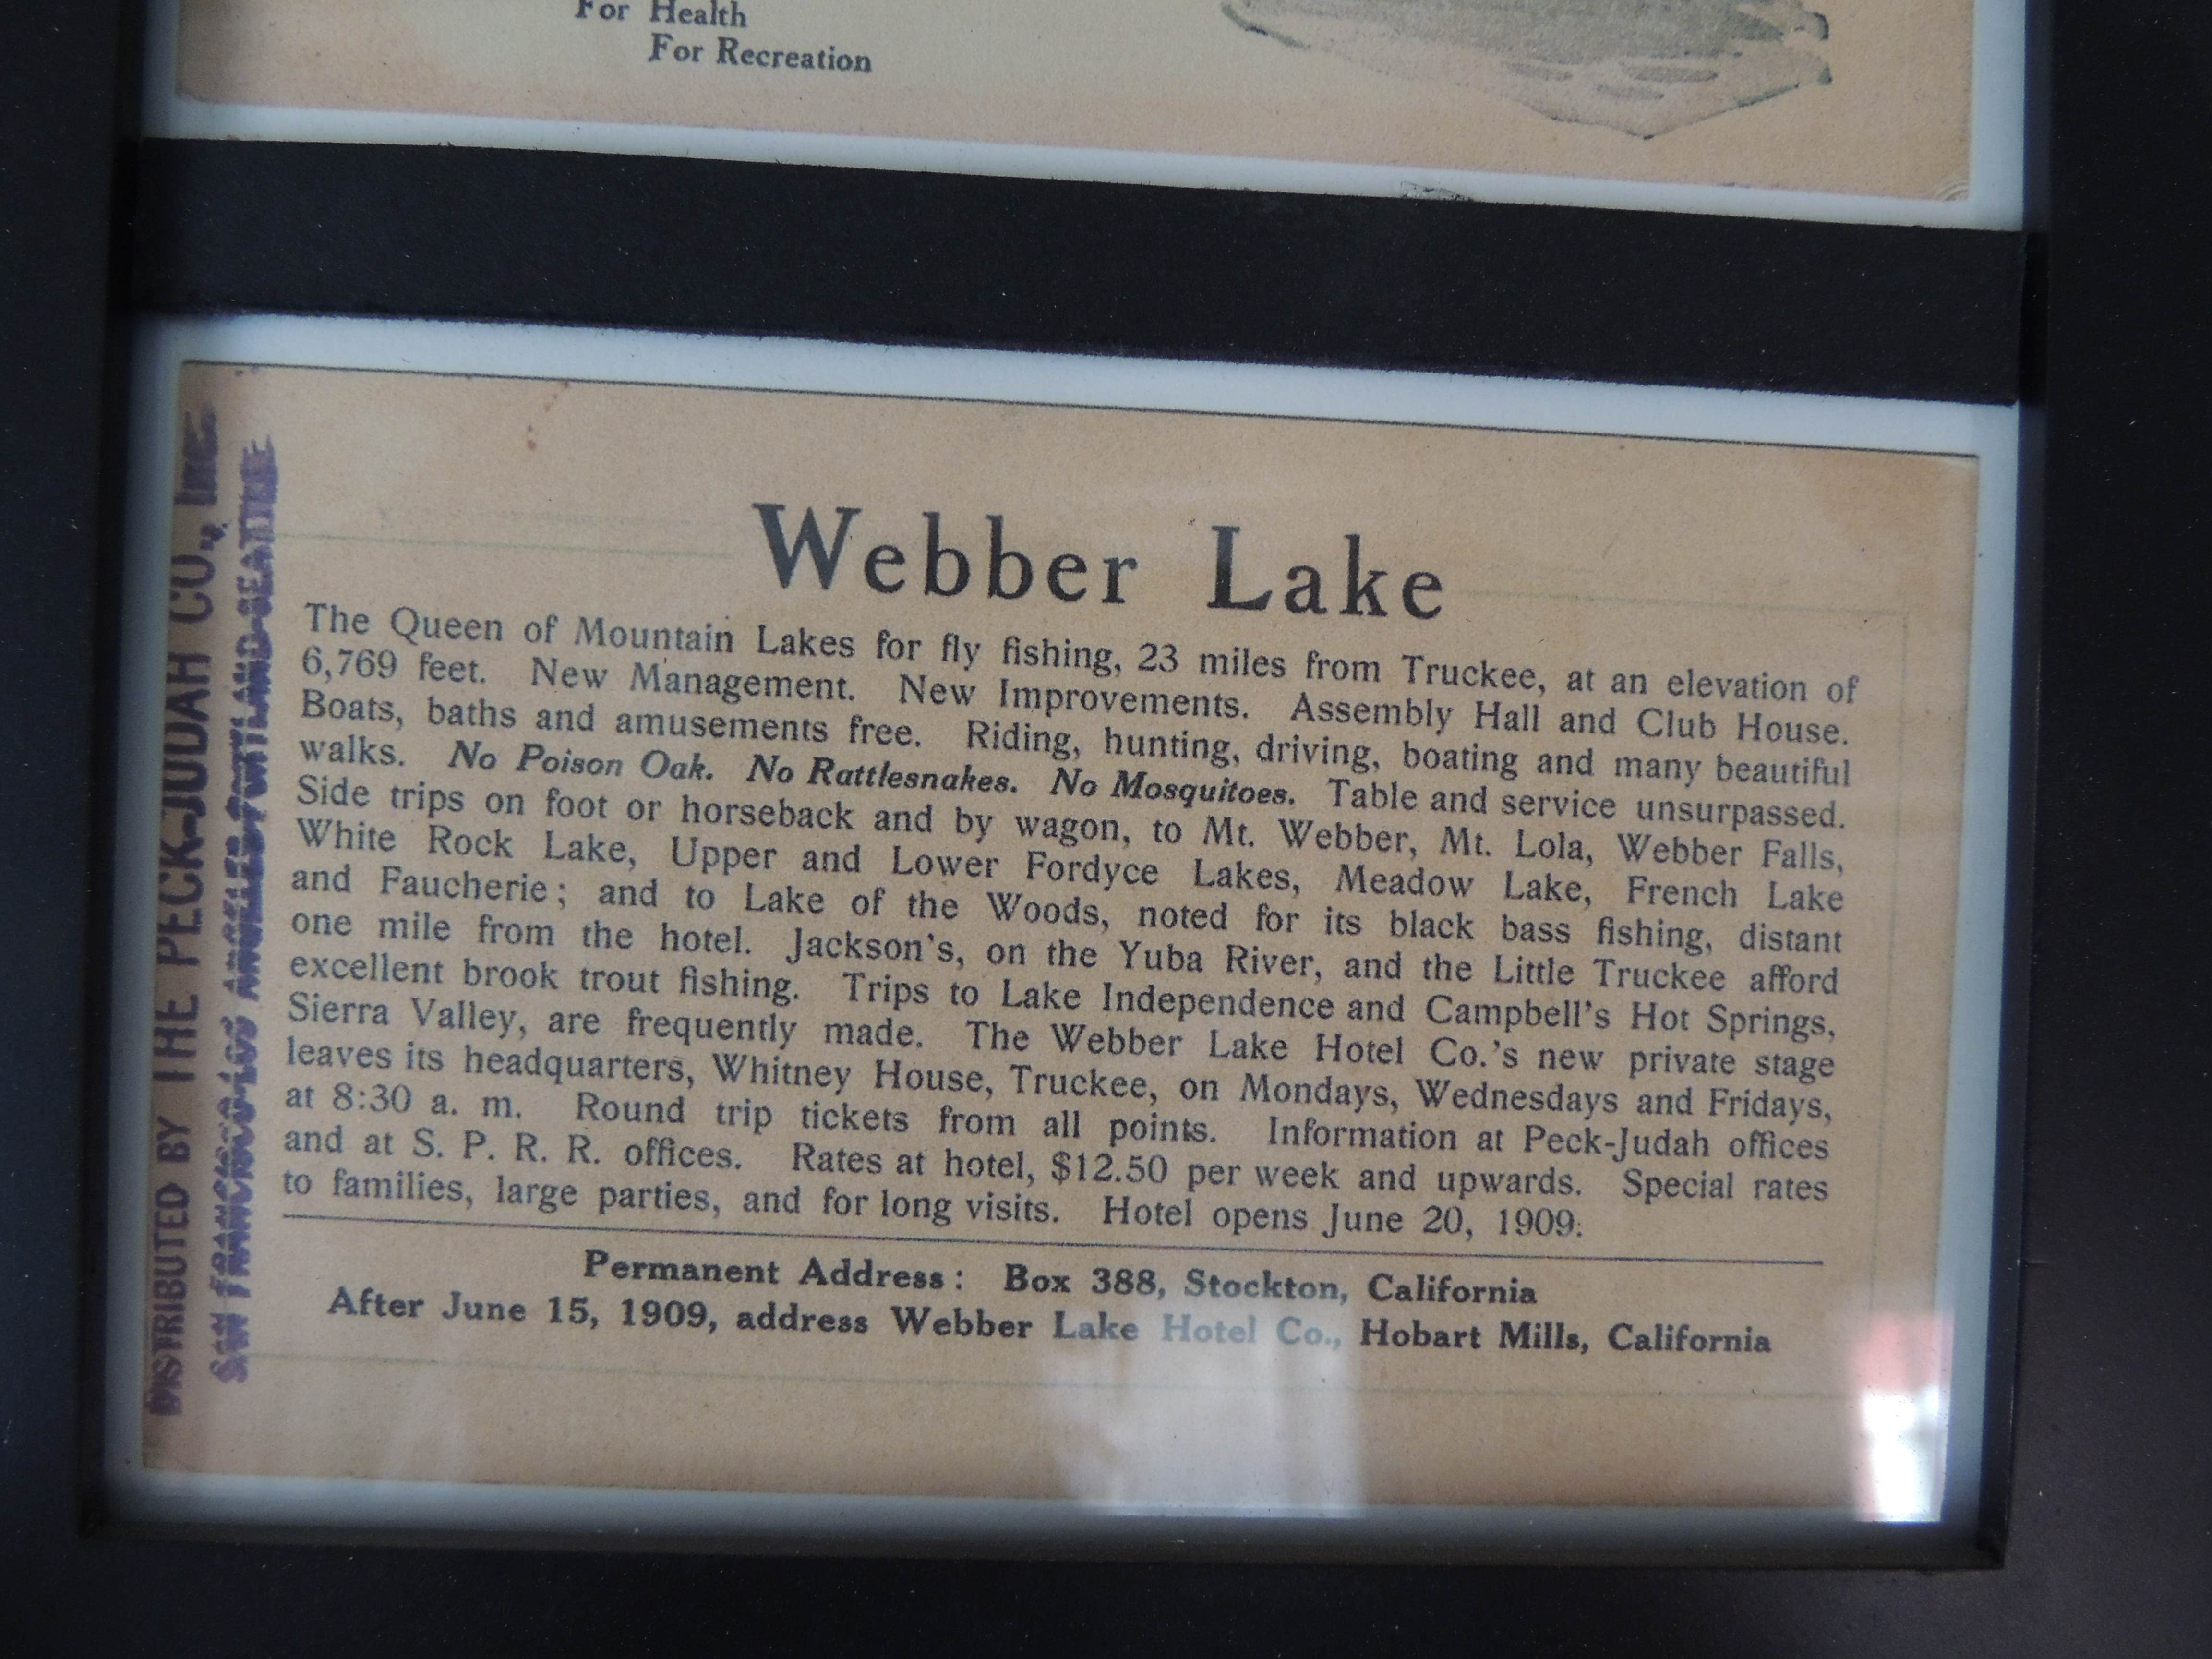 For Health
For Recreation
Webber Lake
The Queen of Mountain Lakes for fly fishing, 23 miles from Truckee, at an elevation of
6,769 feet. New Management. New Improvements. Assembly Hall and Club House.
Boats, baths and amusements free. Riding, hunting, driving, boating and many beautiful
walks. No Poison Oak. No Rattlesnakes. No Mosquitoes. Table and service unsurpassed.
Side trips on foot or horseback and by wagon, to Mt. Webber, Mt. Lola, Webber Falls,
White Rock Lake, Upper and Lower Fordyce Lakes, Meadow Lake, French Lake
and Faucherie; and to Lake of the Woods, noted for its black bass fishing, distant
one mile from the hotel. Jackson's, on the Yuba River, and the Little Truckee afford
excellent brook trout fishing. Trips to Lake Independence and Campbell's Hot Springs,
Sierra Valley, are frequently made. The Webber Lake Hotel Co.'s new private stage
leaves its headquarters, Whitney House, Truckee, on Mondays, Wednesdays and Fridays,
at 8:30 a. m. Round trip tickets from all points. Information at Peck-Judah offices
and at S. P. R. R. offices. Rates at hotel, $12.50 per week and upwards. Special rates
to families, large parties, and for long visits. Hotel opens June 20, 1909.
Permanent Address: Box 388, Stockton, California
After June 15, 1909, address Webber Lake Hotel Co., Hobart Mills, California
DISTRIBUTED BY THE PECK-JUDAH CO., INC.
SAN FRANCISCO-LOS ANGELES-PORTLAND-SEATTLE